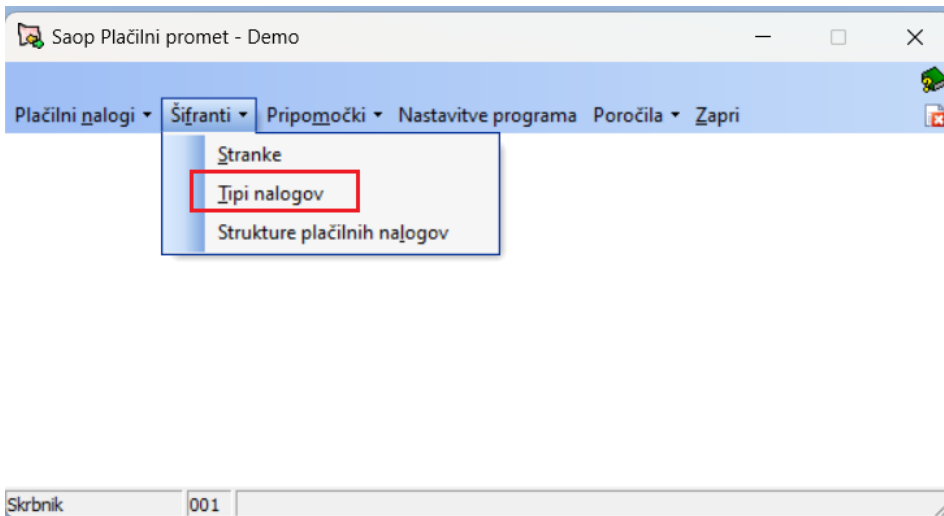 Saop Plačilni promet - Demo
Plačilni nalogi Šifranti Pripomočki Nastavitve programa Poročila Zapri
Stranke
Tipi nalogov
Strukture plačilnih nalogov
Skrbnik 001